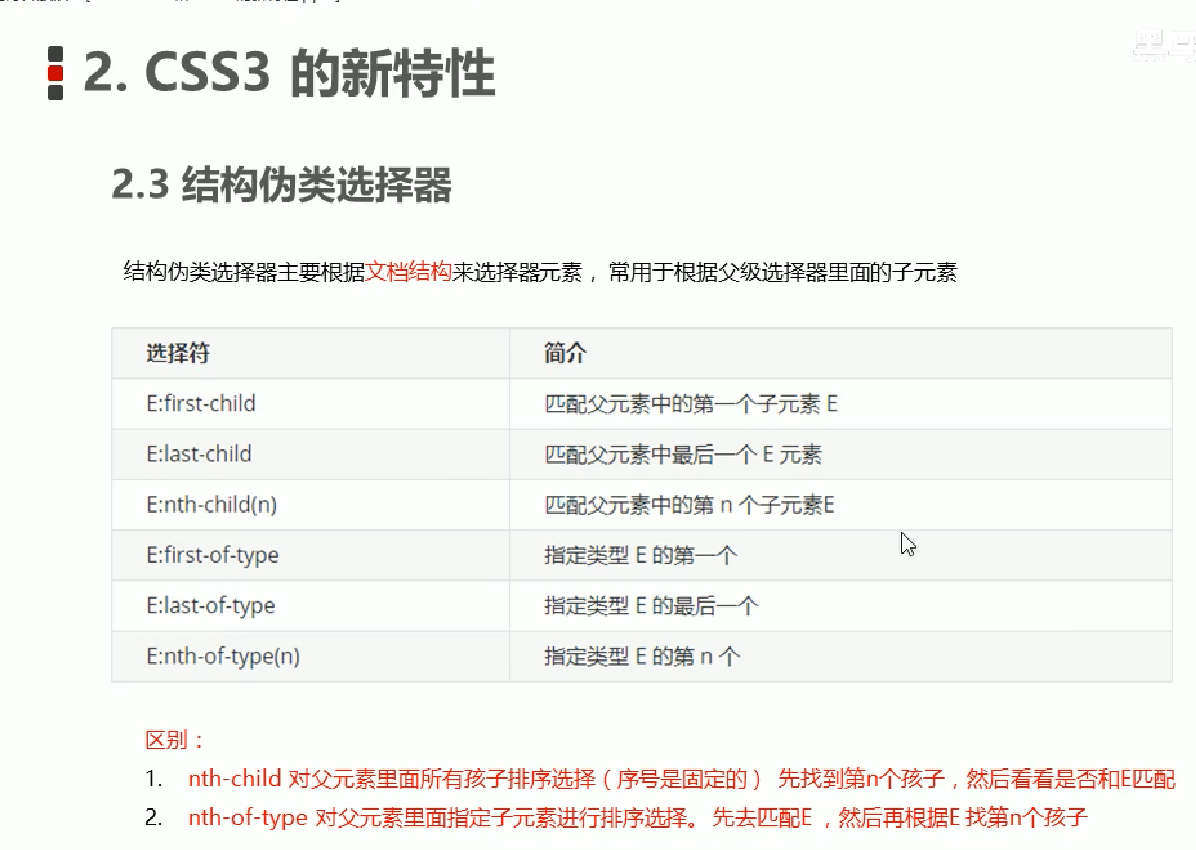 2. CSS3 的新特性
2.3 结构伪类选择器
结构伪类选择器主要根据文档结构来选择器元素 ，常用于根据父级选择器里面的子元素
选择符 简介
E:first-child 匹配父元素中的第一个子元素 E
E:last-child 匹配父元素中最后一个 E 元素
E:nth-child(n) 匹配父元素中的第 n 个子元素E
E:first-of-type 指定类型 E 的第一个
E:last-of-type 指定类型 E 的最后一个
E:nth-of-type(n) 指定类型 E 的第 n 个
区别：
1. nth-child 对父元素里面所有孩子排序选择（序号是固定的） 先找到第n个孩子，然后看看是否和E匹配
2. nth-of-type 对父元素里面指定子元素进行排序选择。 先去匹配E ，然后再根据E 找第n个孩子